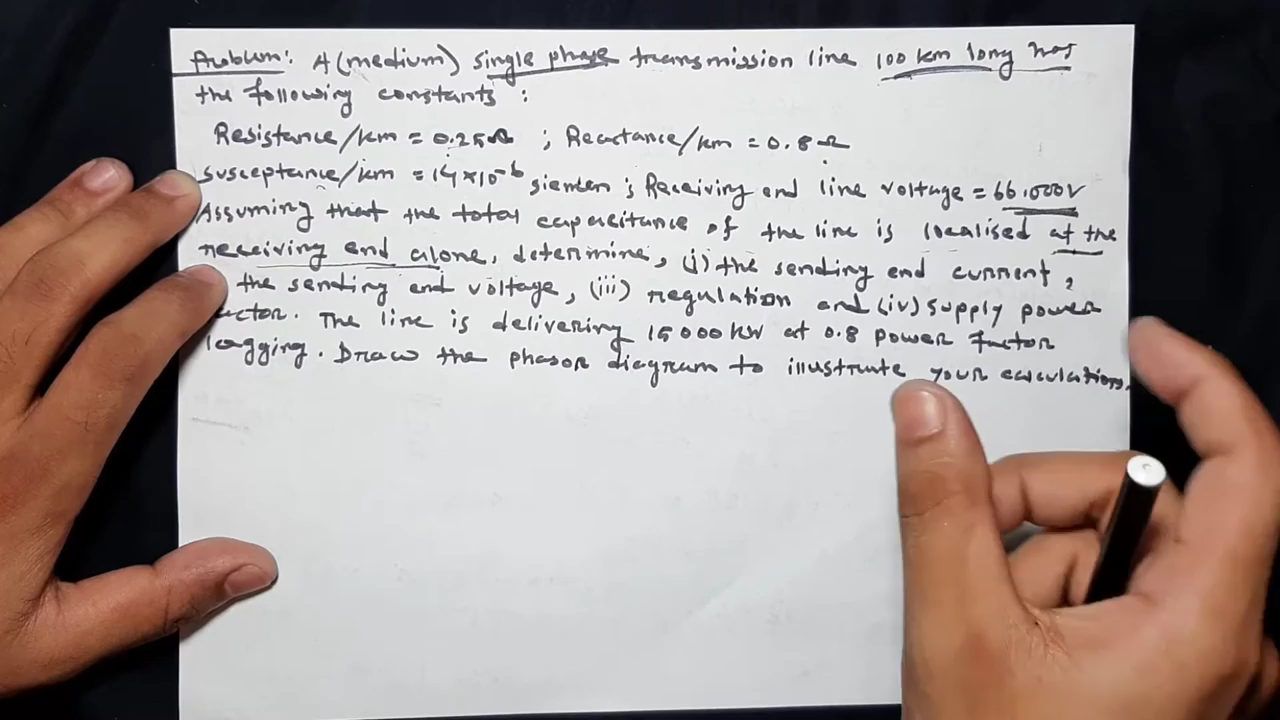 Problem: A (medium) single phase transmission line 100 km long has
the following constants:
Resistance/km = 0.25Ω ; Reactance/km = 0.8Ω
Susceptance/km = 14×10⁻⁶ siemen ; Receiving end line voltage = 66,000V
Assuming that the total capacitance of the line is localised at the
receiving end alone, determine, (i) the sending end current,
the sending end voltage, (iii) regulation and (iv) supply power
factor. The line is delivering 15000 kW at 0.8 power factor
lagging. Draw the phasor diagram to illustrate your calculations.